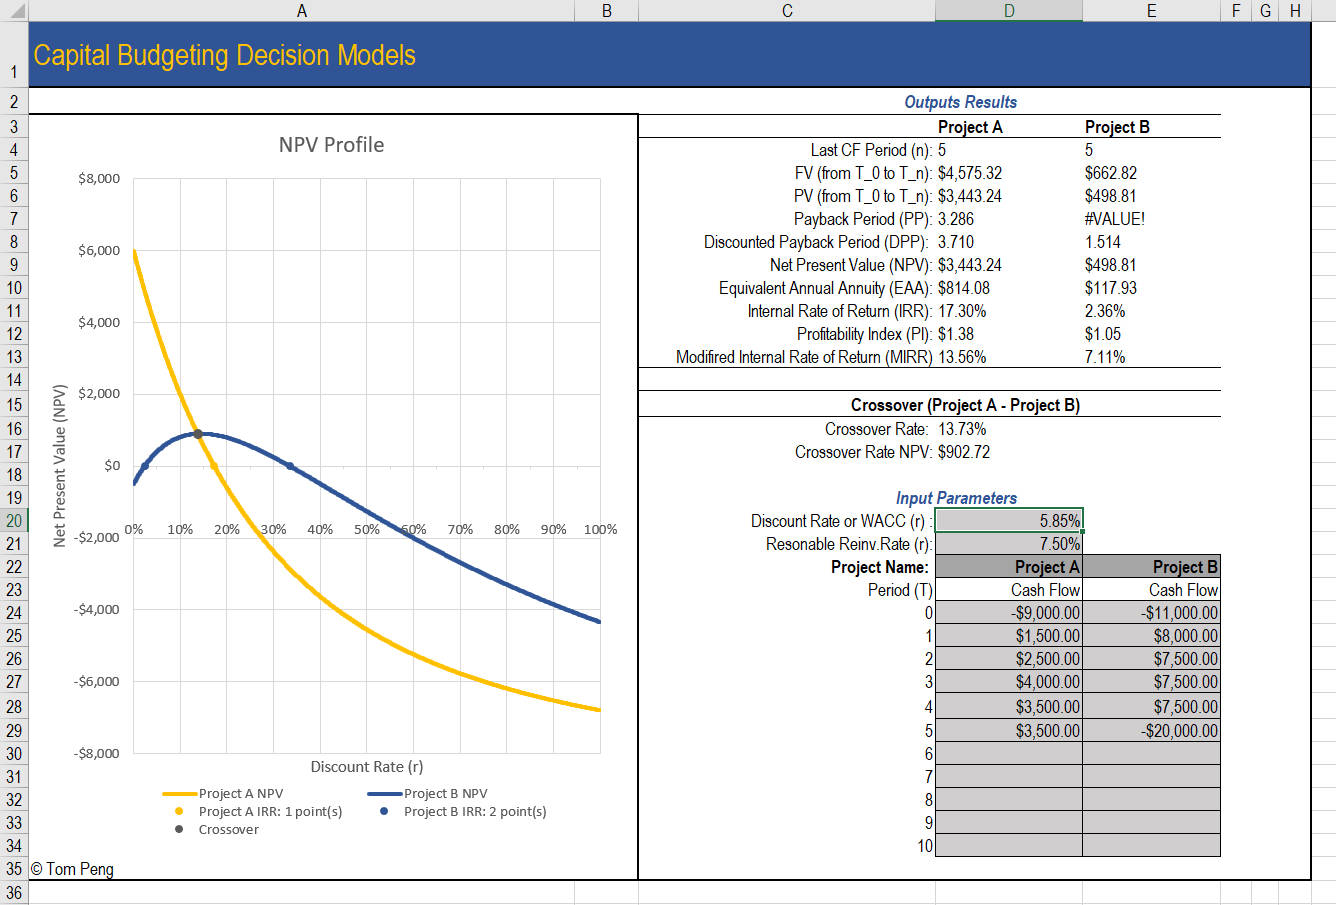 A B C D E F G H
1 Capital Budgeting Decision Models
2 Outputs Results
3 Project A Project B
4 Last CF Period (n): 5 5
5 FV (from T_0 to T_n): $4,575.32 $662.82
6 PV (from T_0 to T_n): $3,443.24 $498.81
7 Payback Period (PP): 3.286 #VALUE!
8 Discounted Payback Period (DPP): 3.710 1.514
9 Net Present Value (NPV): $3,443.24 $498.81
10 Equivalent Annual Annuity (EAA): $814.08 $117.93
11 Internal Rate of Return (IRR): 17.30% 2.36%
12 Profitability Index (PI): $1.38 $1.05
13 Modifired Internal Rate of Return (MIRR) 13.56% 7.11%
14
15 Crossover (Project A - Project B)
16 Crossover Rate: 13.73%
17 Crossover Rate NPV: $902.72
18
19 Input Parameters
20 Discount Rate or WACC (r) : 5.85%
21 Resonable Reinv.Rate (r): 7.50%
22 Project Name: Project A Project B
23 Period (T) Cash Flow Cash Flow
24 0 -$9,000.00 -$11,000.00
25 1 $1,500.00 $8,000.00
26 2 $2,500.00 $7,500.00
27 3 $4,000.00 $7,500.00
28 4 $3,500.00 $7,500.00
29 5 $3,500.00 -$20,000.00
30 6
31 7
32 8
33 9
34 10
35 © Tom Peng
36
NPV Profile
Net Present Value (NPV)
$8,000
$6,000
$4,000
$2,000
$0
-$2,000
-$4,000
-$6,000
-$8,000
0% 10% 20% 30% 40% 50% 60% 70% 80% 90% 100%
Discount Rate (r)
Project A NPV Project B NPV
Project A IRR: 1 point(s) Project B IRR: 2 point(s)
Crossover